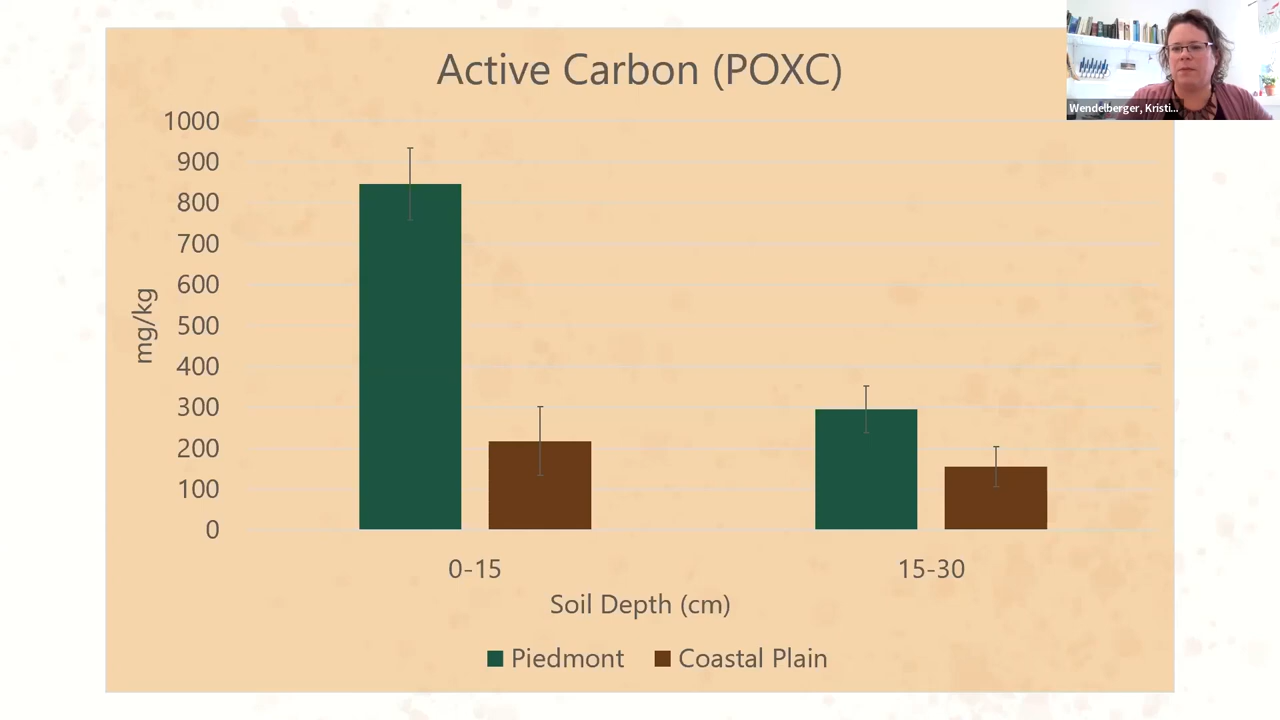 Active Carbon (POXC)
Wendelberger, Kristi...
1000
900
800
700
600
500
400
300
200
100
0
mg/kg
0-15
15-30
Soil Depth (cm)
Piedmont
Coastal Plain